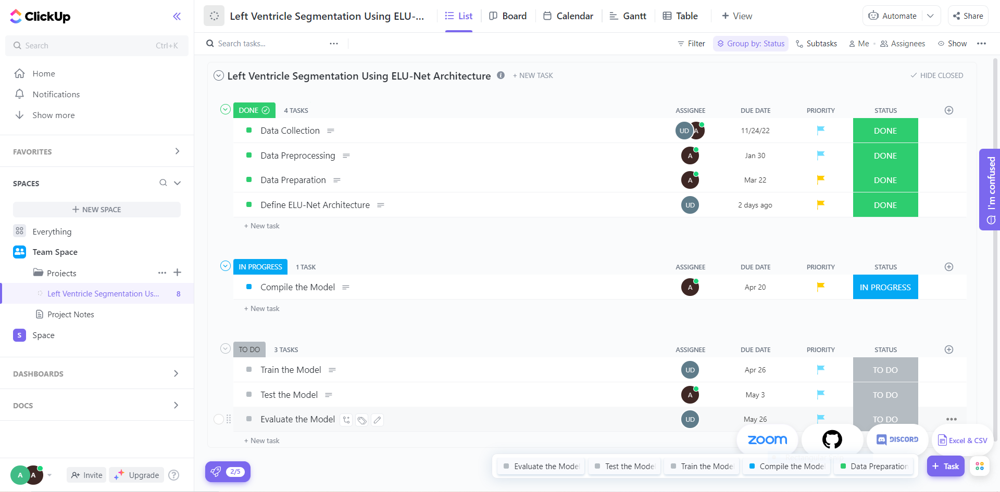 ClickUp
Search Ctrl+K
Home
Notifications
Show more
FAVORITES
SPACES
+ NEW SPACE
Everything
Team Space
Projects
Left Ventricle Segmentation Us... 8
Project Notes
S Space
DASHBOARDS
DOCS
A A Invite Upgrade ?
Left Ventricle Segmentation Using ELU-... List Board Calendar Gantt Table + View Automate Share
Search tasks... Filter Group by: Status Subtasks Me Assignees Show
Left Ventricle Segmentation Using ELU-Net Architecture + NEW TASK HIDE CLOSED
DONE 4 TASKS ASSIGNEE DUE DATE PRIORITY STATUS
Data Collection UD A 11/24/22 DONE
Data Preprocessing A Jan 30 DONE
Data Preparation A Mar 22 DONE
Define ELU-Net Architecture UD 2 days ago DONE
+ New task
IN PROGRESS 1 TASK ASSIGNEE DUE DATE PRIORITY STATUS
Compile the Model A Apr 20 IN PROGRESS
+ New task
TO DO 3 TASKS ASSIGNEE DUE DATE PRIORITY STATUS
Train the Model UD Apr 26 TO DO
Test the Model A May 3 TO DO
Evaluate the Model UD May 26 TO DO
+ New task
I'm confused
zoom DISCORD Excel & CSV
2/5 Evaluate the Model Test the Model Train the Model Compile the Model Data Preparation + Task